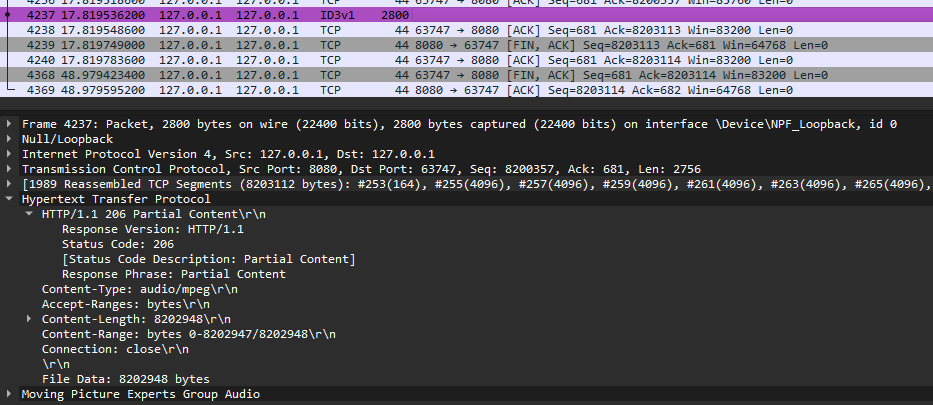 4236 17.819518600 127.0.0.1 127.0.0.1 TCP 44 63747 → 8080 [ACK] Seq=681 Ack=8200357 Win=85760 Len=0
4237 17.819536200 127.0.0.1 127.0.0.1 ID3v1 2800
4238 17.819548600 127.0.0.1 127.0.0.1 TCP 44 63747 → 8080 [ACK] Seq=681 Ack=8203113 Win=83200 Len=0
4239 17.819749000 127.0.0.1 127.0.0.1 TCP 44 8080 → 63747 [FIN, ACK] Seq=8203113 Ack=681 Win=64768 Len=0
4240 17.819783600 127.0.0.1 127.0.0.1 TCP 44 63747 → 8080 [ACK] Seq=681 Ack=8203114 Win=83200 Len=0
4368 48.979423400 127.0.0.1 127.0.0.1 TCP 44 63747 → 8080 [FIN, ACK] Seq=681 Ack=8203114 Win=83200 Len=0
4369 48.979595200 127.0.0.1 127.0.0.1 TCP 44 8080 → 63747 [ACK] Seq=8203114 Ack=682 Win=64768 Len=0
Frame 4237: Packet, 2800 bytes on wire (22400 bits), 2800 bytes captured (22400 bits) on interface \Device\NPF_Loopback, id 0
Null/Loopback
Internet Protocol Version 4, Src: 127.0.0.1, Dst: 127.0.0.1
Transmission Control Protocol, Src Port: 8080, Dst Port: 63747, Seq: 8200357, Ack: 681, Len: 2756
[1989 Reassembled TCP Segments (8203112 bytes): #253(164), #255(4096), #257(4096), #259(4096), #261(4096), #263(4096), #265(4096),
Hypertext Transfer Protocol
HTTP/1.1 206 Partial Content\r\n
Response Version: HTTP/1.1
Status Code: 206
[Status Code Description: Partial Content]
Response Phrase: Partial Content
Content-Type: audio/mpeg\r\n
Accept-Ranges: bytes\r\n
Content-Length: 8202948\r\n
Content-Range: bytes 0-8202947/8202948\r\n
Connection: close\r\n
\r\n
File Data: 8202948 bytes
Moving Picture Experts Group Audio